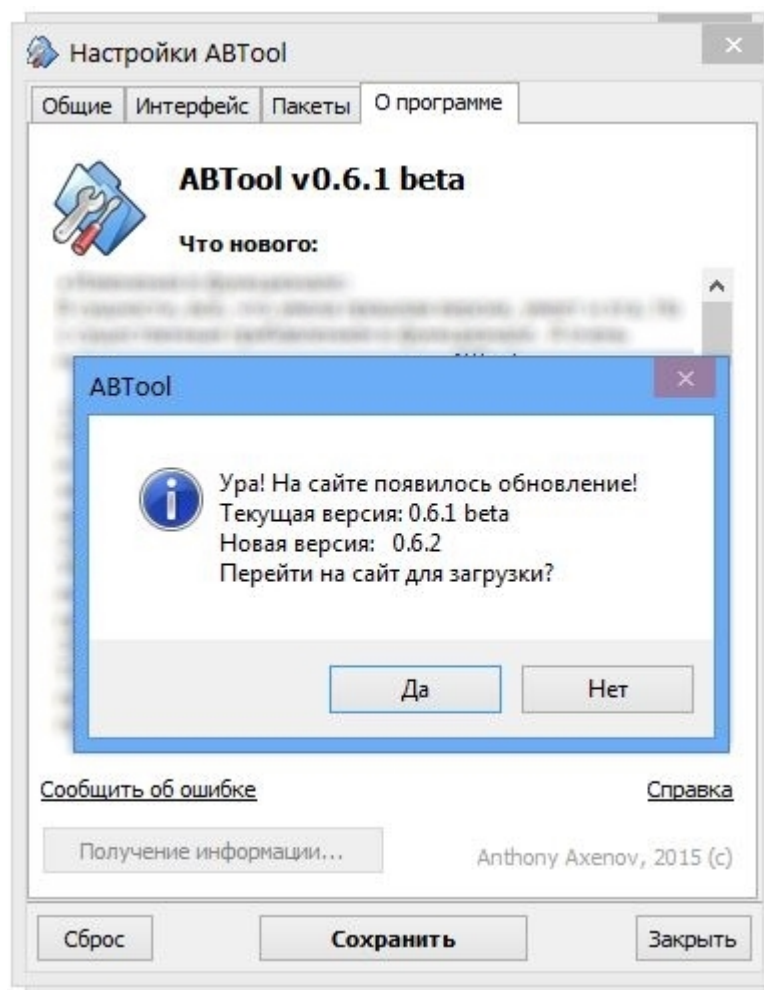 Настройки ABTool
Общие Интерфейс Пакеты О программе
ABTool v0.6.1 beta
Что нового:
ABTool
Ура! На сайте появилось обновление!
Текущая версия: 0.6.1 beta
Новая версия: 0.6.2
Перейти на сайт для загрузки?
Да Нет
Сообщить об ошибке Справка
Получение информации... Anthony Axenov, 2015 (c)
Сброс Сохранить Закрыть